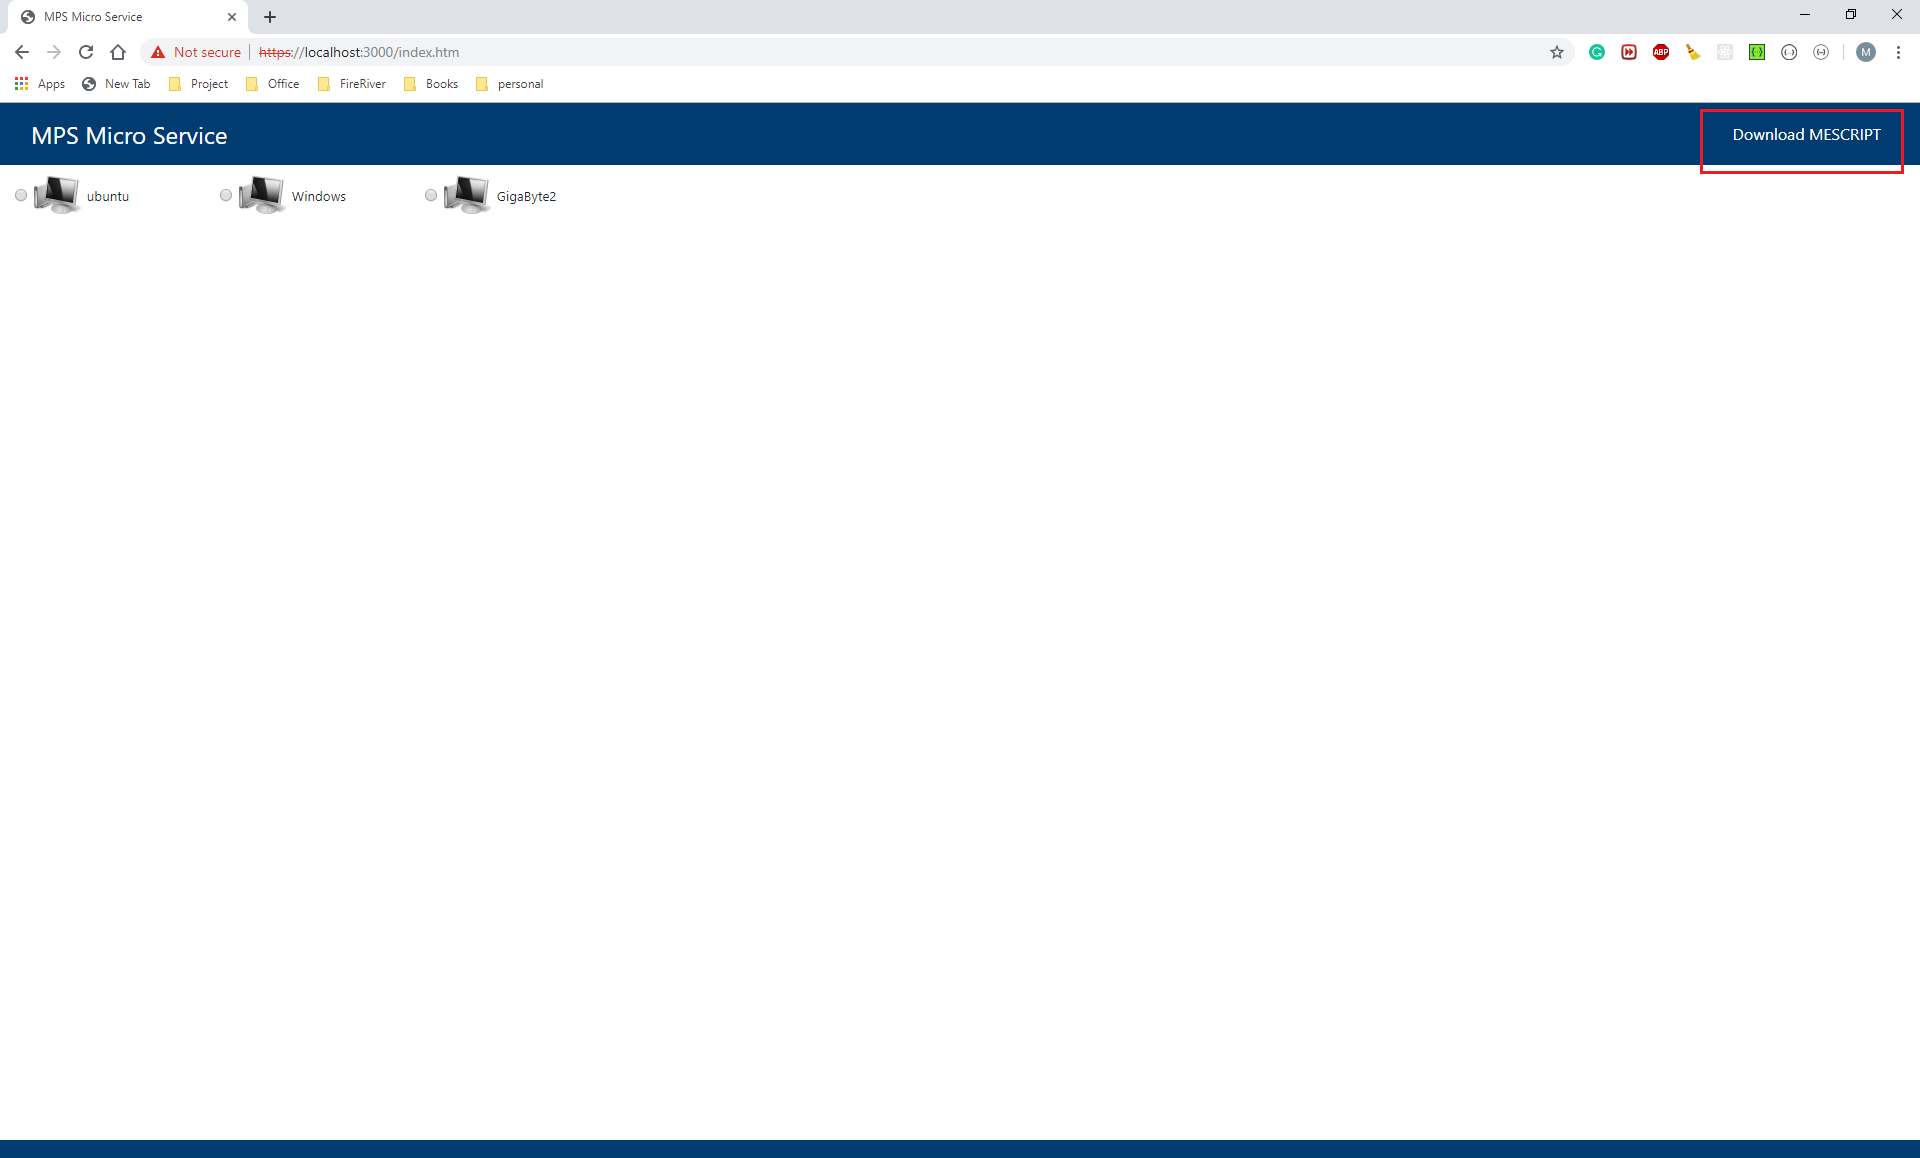 MPS Micro Service
Not secure
https://localhost:3000/index.htm
ABP
M
Apps
New Tab
Project
Office
FireRiver
Books
personal
MPS Micro Service
Download MESCRIPT
ubuntu
Windows
GigaByte2